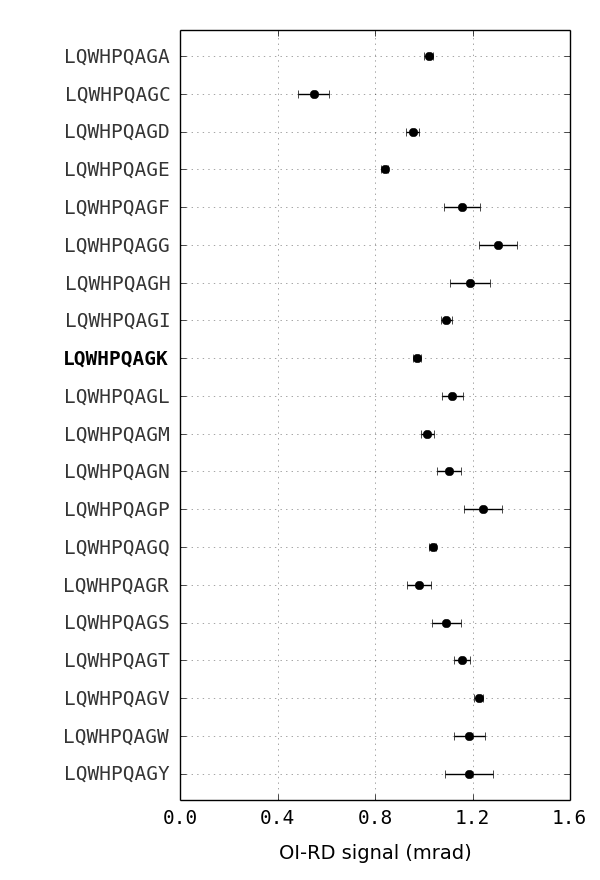 LQWHPQAGA
LQWHPQAGC
LQWHPQAGD
LQWHPQAGE
LQWHPQAGF
LQWHPQAGG
LQWHPQAGH
LQWHPQAGI
LQWHPQAGK
LQWHPQAGL
LQWHPQAGM
LQWHPQAGN
LQWHPQAGP
LQWHPQAGQ
LQWHPQAGR
LQWHPQAGS
LQWHPQAGT
LQWHPQAGV
LQWHPQAGW
LQWHPQAGY
0.0 0.4 0.8 1.2 1.6
OI-RD signal (mrad)